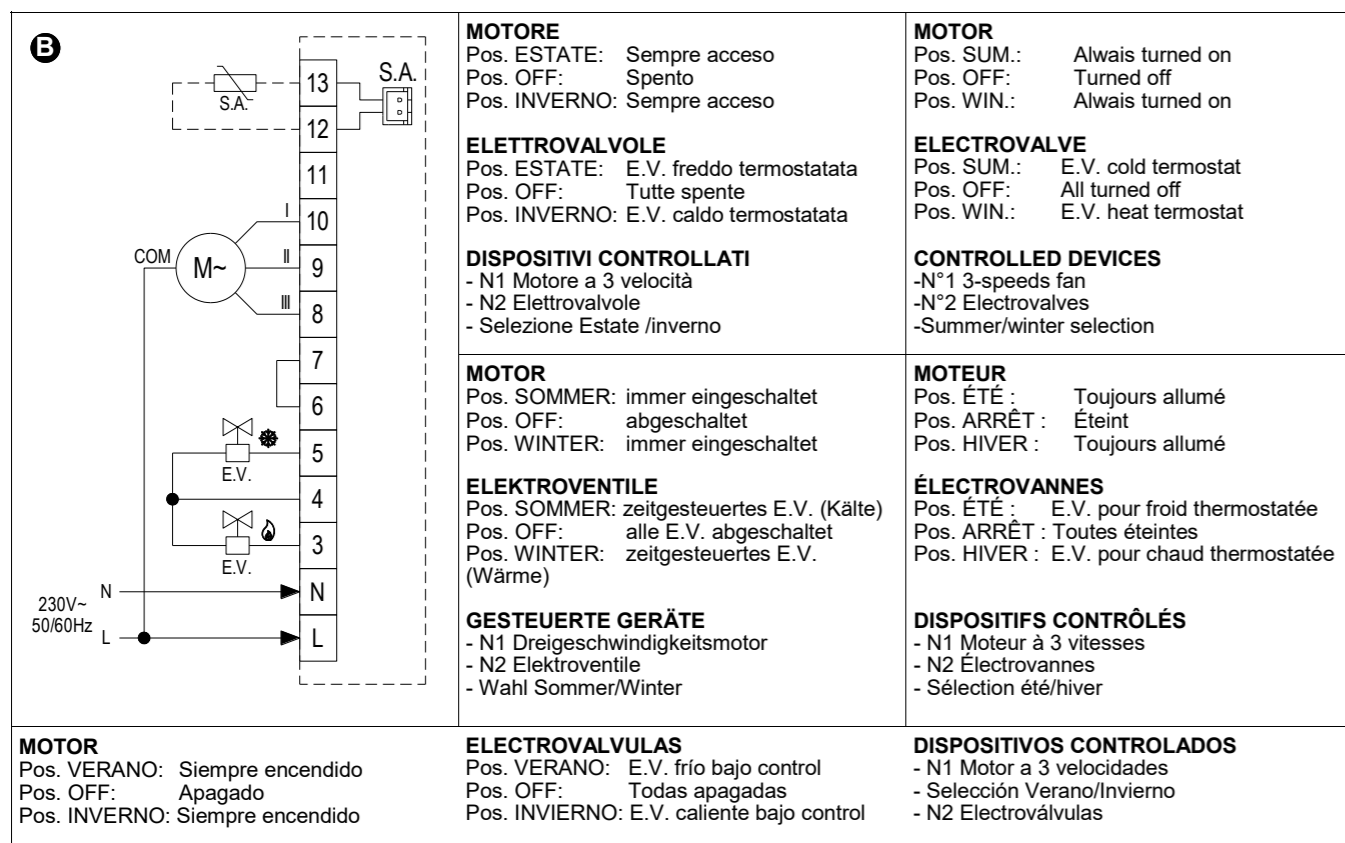 B
S.A.
S.A.
13
12
11
I
10
COM
M~
II
9
III
8
7
6
5
E.V.
4
3
E.V.
N
N
230V~
50/60Hz
L
L
MOTORE
Pos. ESTATE: Sempre acceso
Pos. OFF: Spento
Pos. INVERNO: Sempre acceso
ELETTROVALVOLE
Pos. ESTATE: E.V. freddo termostatata
Pos. OFF: Tutte spente
Pos. INVERNO: E.V. caldo termostatata
DISPOSITIVI CONTROLLATI
- N1 Motore a 3 velocità
- N2 Elettrovalvole
- Selezione Estate /inverno
MOTOR
Pos. SUM.: Alwais turned on
Pos. OFF: Turned off
Pos. WIN.: Alwais turned on
ELECTROVALVE
Pos. SUM.: E.V. cold termostat
Pos. OFF: All turned off
Pos. WIN.: E.V. heat termostat
CONTROLLED DEVICES
-N°1 3-speeds fan
-N°2 Electrovalves
-Summer/winter selection
MOTOR
Pos. SOMMER: immer eingeschaltet
Pos. OFF: abgeschaltet
Pos. WINTER: immer eingeschaltet
ELEKTROVENTILE
Pos. SOMMER: zeitgesteuertes E.V. (Kälte)
Pos. OFF: alle E.V. abgeschaltet
Pos. WINTER: zeitgesteuertes E.V.
(Wärme)
GESTEUERTE GERÄTE
- N1 Dreigeschwindigkeitsmotor
- N2 Elektroventile
- Wahl Sommer/Winter
MOTEUR
Pos. ÉTÉ : Toujours allumé
Pos. ARRÊT : Éteint
Pos. HIVER : Toujours allumé
ÉLECTROVANNES
Pos. ÉTÉ : E.V. pour froid thermostatée
Pos. ARRÊT : Toutes éteintes
Pos. HIVER : E.V. pour chaud thermostatée
DISPOSITIFS CONTRÔLÉS
- N1 Moteur à 3 vitesses
- N2 Électrovannes
- Sélection été/hiver
MOTOR
Pos. VERANO: Siempre encendido
Pos. OFF: Apagado
Pos. INVERNO: Siempre encendido
ELECTROVALVULAS
Pos. VERANO: E.V. frío bajo control
Pos. OFF: Todas apagadas
Pos. INVIERNO: E.V. caliente bajo control
DISPOSITIVOS CONTROLADOS
- N1 Motor a 3 velocidades
- Selección Verano/Invierno
- N2 Electroválvulas